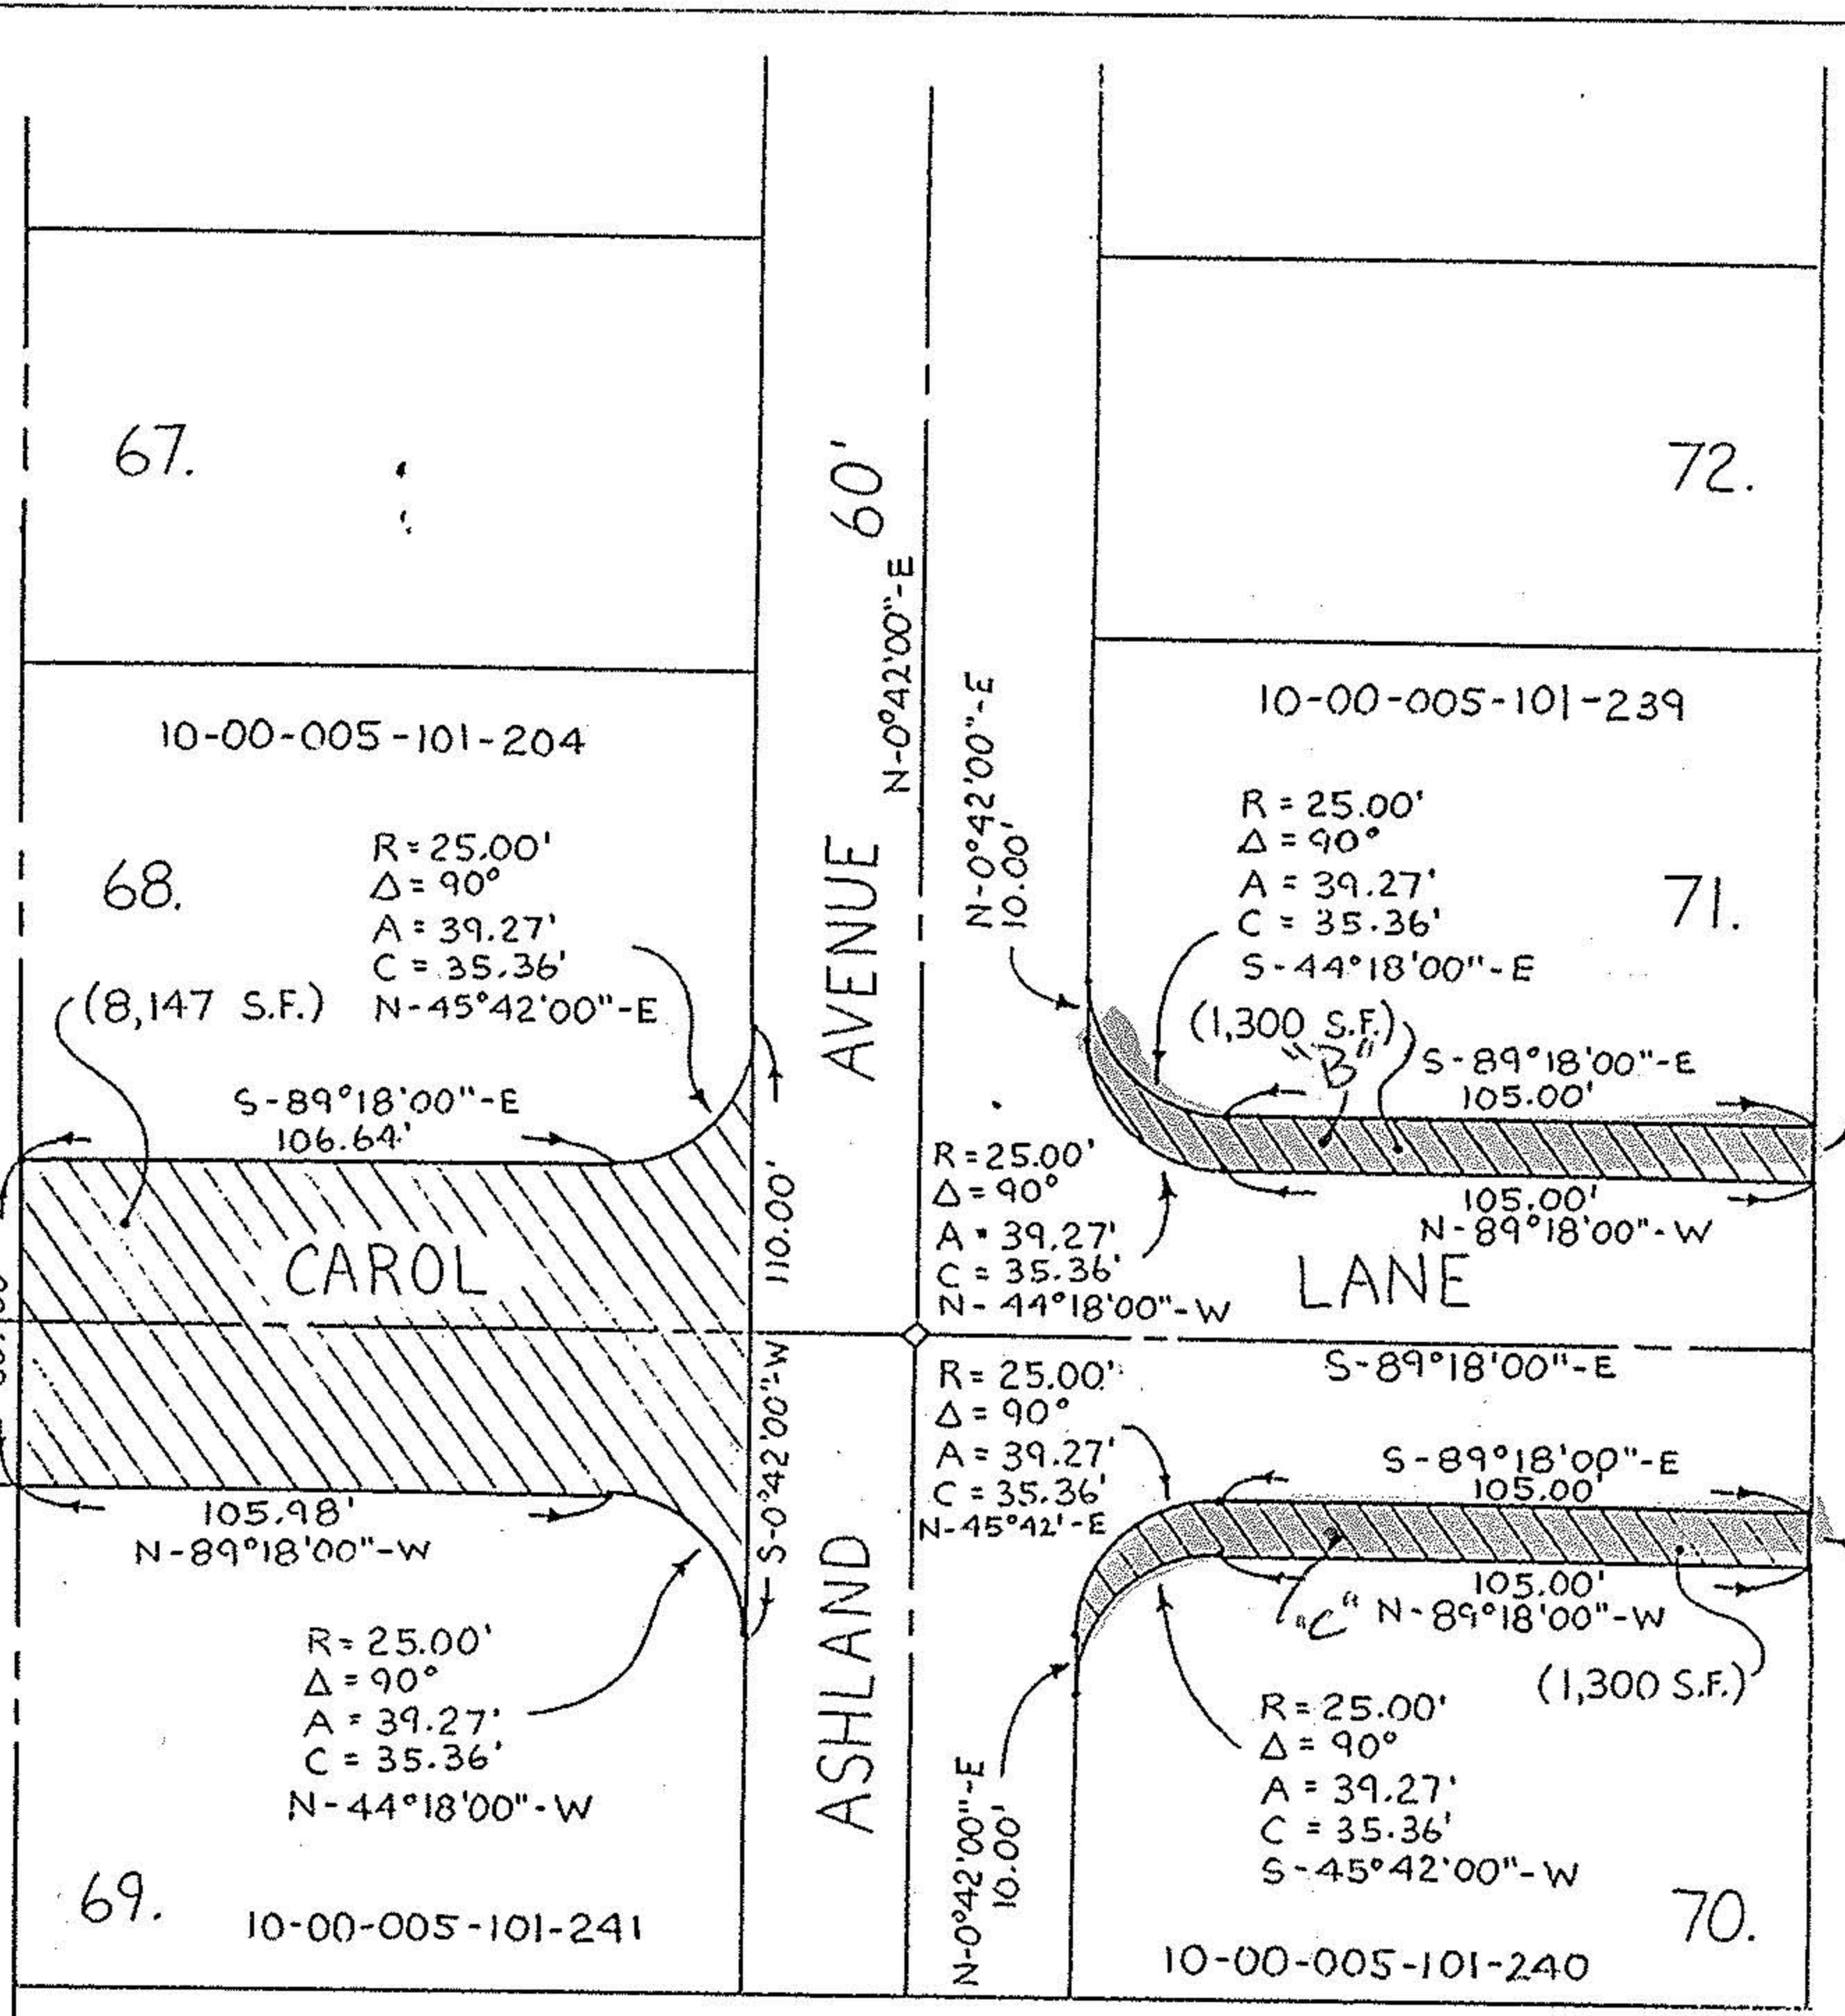 67.
60'
N-0°42'00"-E
72.
10-00-005-101-204
68.
R = 25.00'
Δ = 90°
A = 39.27'
C = 35.36'
N-45°42'00"-E
(8,147 S.F.)
S-89°18'00"-E
106.64'
AVENUE
N-0°42'00"-E
10.00'
10-00-005-101-239
R = 25.00'
Δ = 90°
A = 39.27'
C = 35.36'
S-44°18'00"-E
71.
(1,300 S.F.)
"B"
S-89°18'00"-E
105.00'
R = 25.00'
Δ = 90°
A = 39.27'
C = 35.36'
N-44°18'00"-W
105.00'
N-89°18'00"-W
CAROL
110.00'
S-0°42'00"-W
LANE
S-89°18'00"-E
105.98'
N-89°18'00"-W
R = 25.00'
Δ = 90°
A = 39.27'
C = 35.36'
N-45°42'-E
S-89°18'00"-E
105.00'
105.00'
"C" N-89°18'00"-W
(1,300 S.F.)
R = 25.00'
Δ = 90°
A = 39.27'
C = 35.36'
N-44°18'00"-W
ASHLAND
N-0°42'00"-E
10.00'
R = 25.00'
Δ = 90°
A = 39.27'
C = 35.36'
S-45°42'00"-W
69.
10-00-005-101-241
70.
10-00-005-101-240